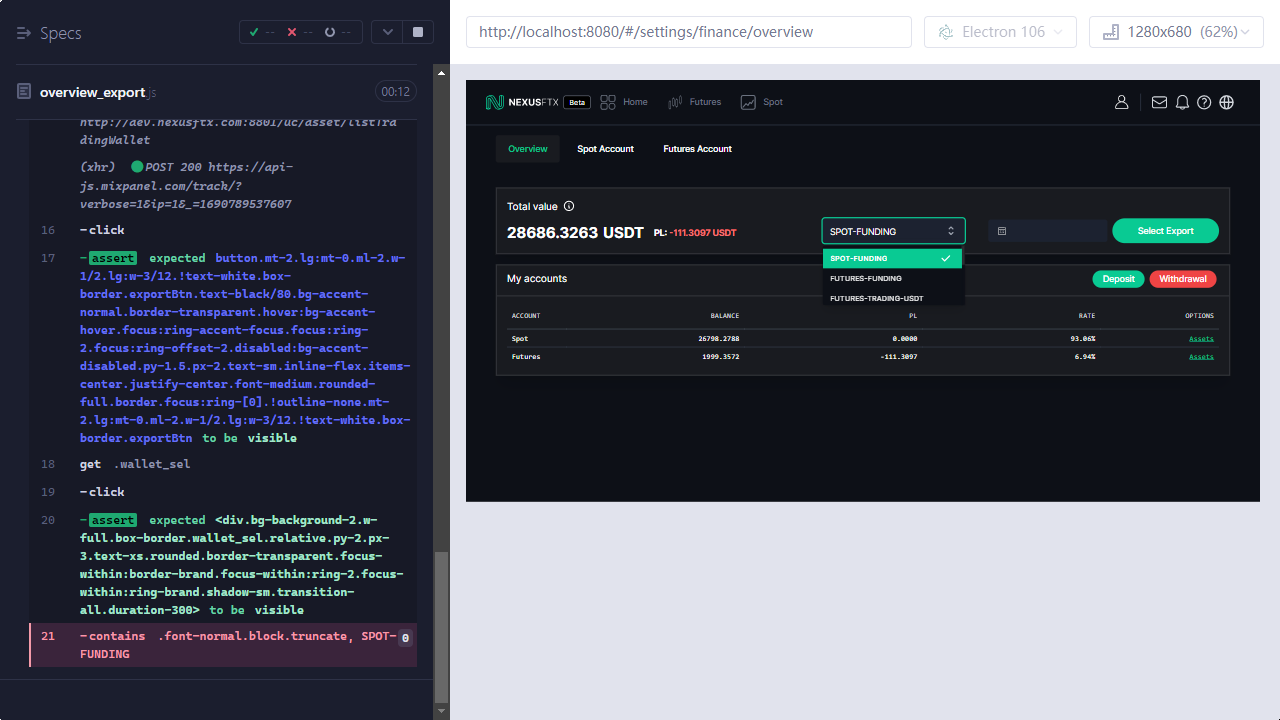 Specs
-- -- --
overview_export.js
00:12
http://dev.nexusftx.com:8801/uc/asset/listTra
dingWallet
(xhr) POST 200 https://api-
js.mixpanel.com/track/?
verbose=1&ip=1&_=1690789537607
16 -click
17 -assert expected button.mt-2.lg:mt-0.ml-2.w-
1/2.lg:w-3/12.!text-white.box-
border.exportBtn.text-black/80.bg-accent-
normal.border-transparent.hover:bg-accent-
hover.focus:ring-accent-focus.focus:ring-
2.focus:ring-offset-2.disabled:bg-accent-
disabled.py-1.5.px-2.text-sm.inline-flex.items-
center.justify-center.font-medium.rounded-
full.border.focus:ring-[0].!outline-none.mt-
2.lg:mt-0.ml-2.w-1/2.lg:w-3/12.!text-white.box-
border.exportBtn to be visible
18 get .wallet_sel
19 -click
20 -assert expected <div.bg-background-2.w-
full.box-border.wallet_sel.relative.py-2.px-
3.text-xs.rounded.border-transparent.focus-
within:border-brand.focus-within:ring-2.focus-
within:ring-brand.shadow-sm.transition-
all.duration-300> to be visible
21 -contains .font-normal.block.truncate, SPOT- 0
FUNDING
http://localhost:8080/#/settings/finance/overview
Electron 106
1280x680 (62%)
NEXUSFTX Beta Home Futures Spot
Overview Spot Account Futures Account
Total value
28686.3263 USDT PL: -111.3097 USDT
SPOT-FUNDING
Select Export
SPOT-FUNDING
FUTURES-FUNDING
FUTURES-TRADING-USDT
My accounts
Deposit Withdrawal
ACCOUNT BALANCE PL RATE OPTIONS
Spot 26798.2788 0.0000 93.06% Assets
Futures 1999.3572 -111.3097 6.94% Assets